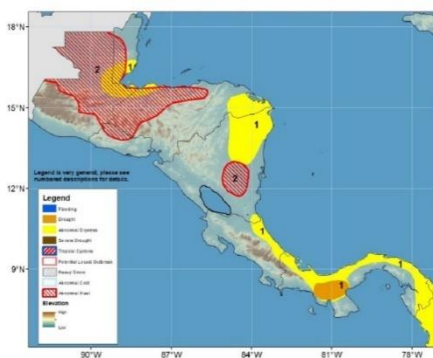 18°N
15°N
12°N
9°N
2
1
1
2
1
1
1
Legend is very general, please see
numbered descriptions for details.
Legend
Flooding
Drought
Abnormal Dryness
Severe Drought
Tropical Cyclone
Potential Locust Outbreak
Heavy Snow
Abnormal Cold
Abnormal Heat
Elevation
High
Low
90°W
87°W
84°W
81°W
78°W